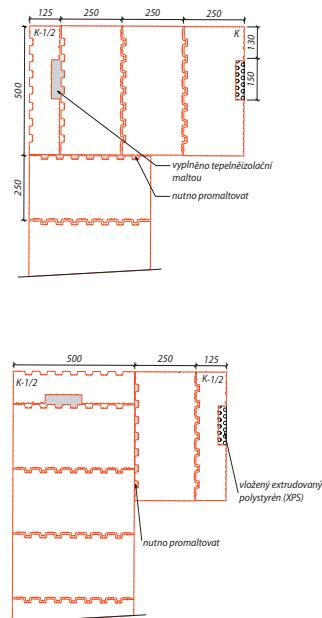 125 250 250 250
K-1/2 K
130
150
500
250
vyplněno tepelněizolační
maltou
nutno promaltovat
500 250 125
K-1/2 K-1/2
vložený extrudovaný
polystyrén (XPS)
nutno promaltovat